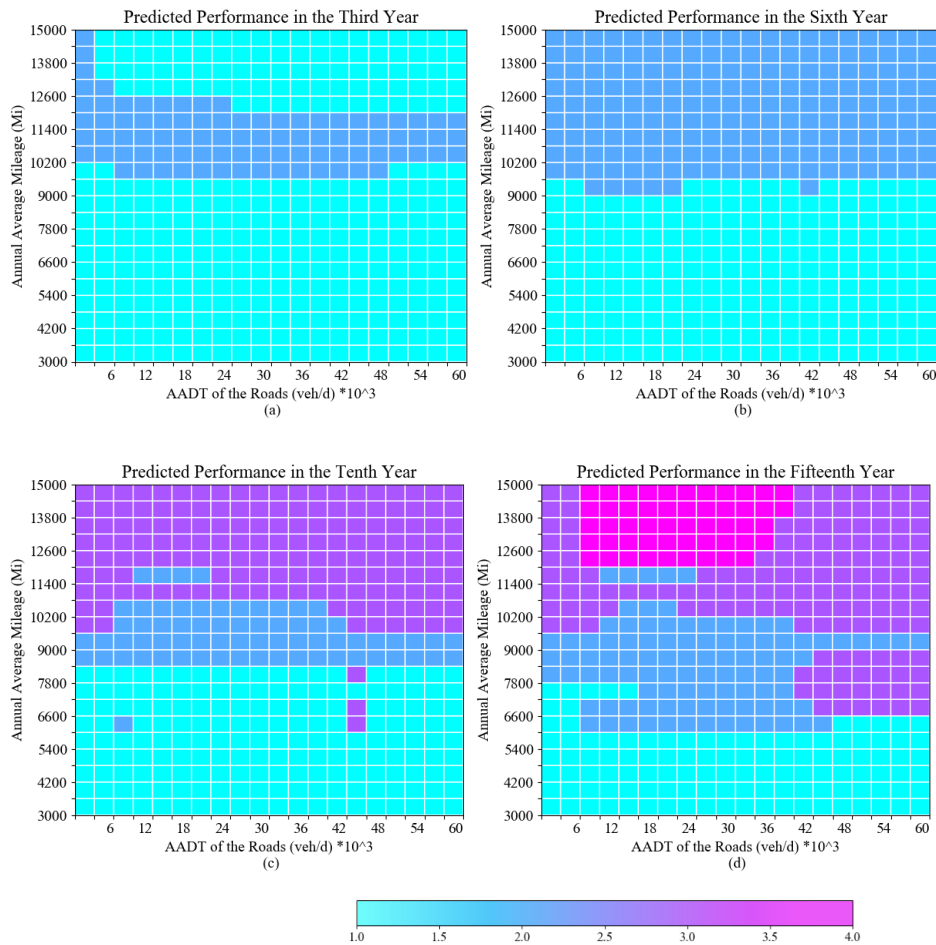 Predicted Performance in the Third Year
15000
13800
12600
11400
10200
9000
7800
6600
5400
4200
3000
Annual Average Mileage (Mi)
6 12 18 24 30 36 42 48 54 60
AADT of the Roads (veh/d) *10^3
(a)
Predicted Performance in the Sixth Year
15000
13800
12600
11400
10200
9000
7800
6600
5400
4200
3000
Annual Average Mileage (Mi)
6 12 18 24 30 36 42 48 54 60
AADT of the Roads (veh/d) *10^3
(b)
Predicted Performance in the Tenth Year
15000
13800
12600
11400
10200
9000
7800
6600
5400
4200
3000
Annual Average Mileage (Mi)
6 12 18 24 30 36 42 48 54 60
AADT of the Roads (veh/d) *10^3
(c)
Predicted Performance in the Fifteenth Year
15000
13800
12600
11400
10200
9000
7800
6600
5400
4200
3000
Annual Average Mileage (Mi)
6 12 18 24 30 36 42 48 54 60
AADT of the Roads (veh/d) *10^3
(d)
1.0 1.5 2.0 2.5 3.0 3.5 4.0